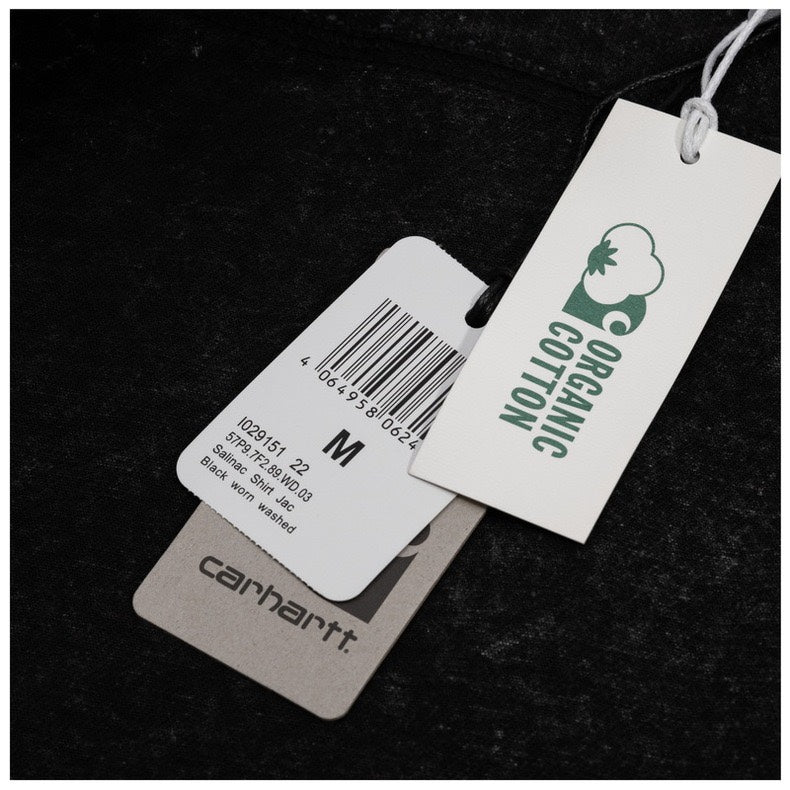 4 064958 0624
M
I029151 22
57P9.7F2.89.WD.03
Salinac Shirt Jac
Black worn washed
carhartt.
ORGANIC
COTTON